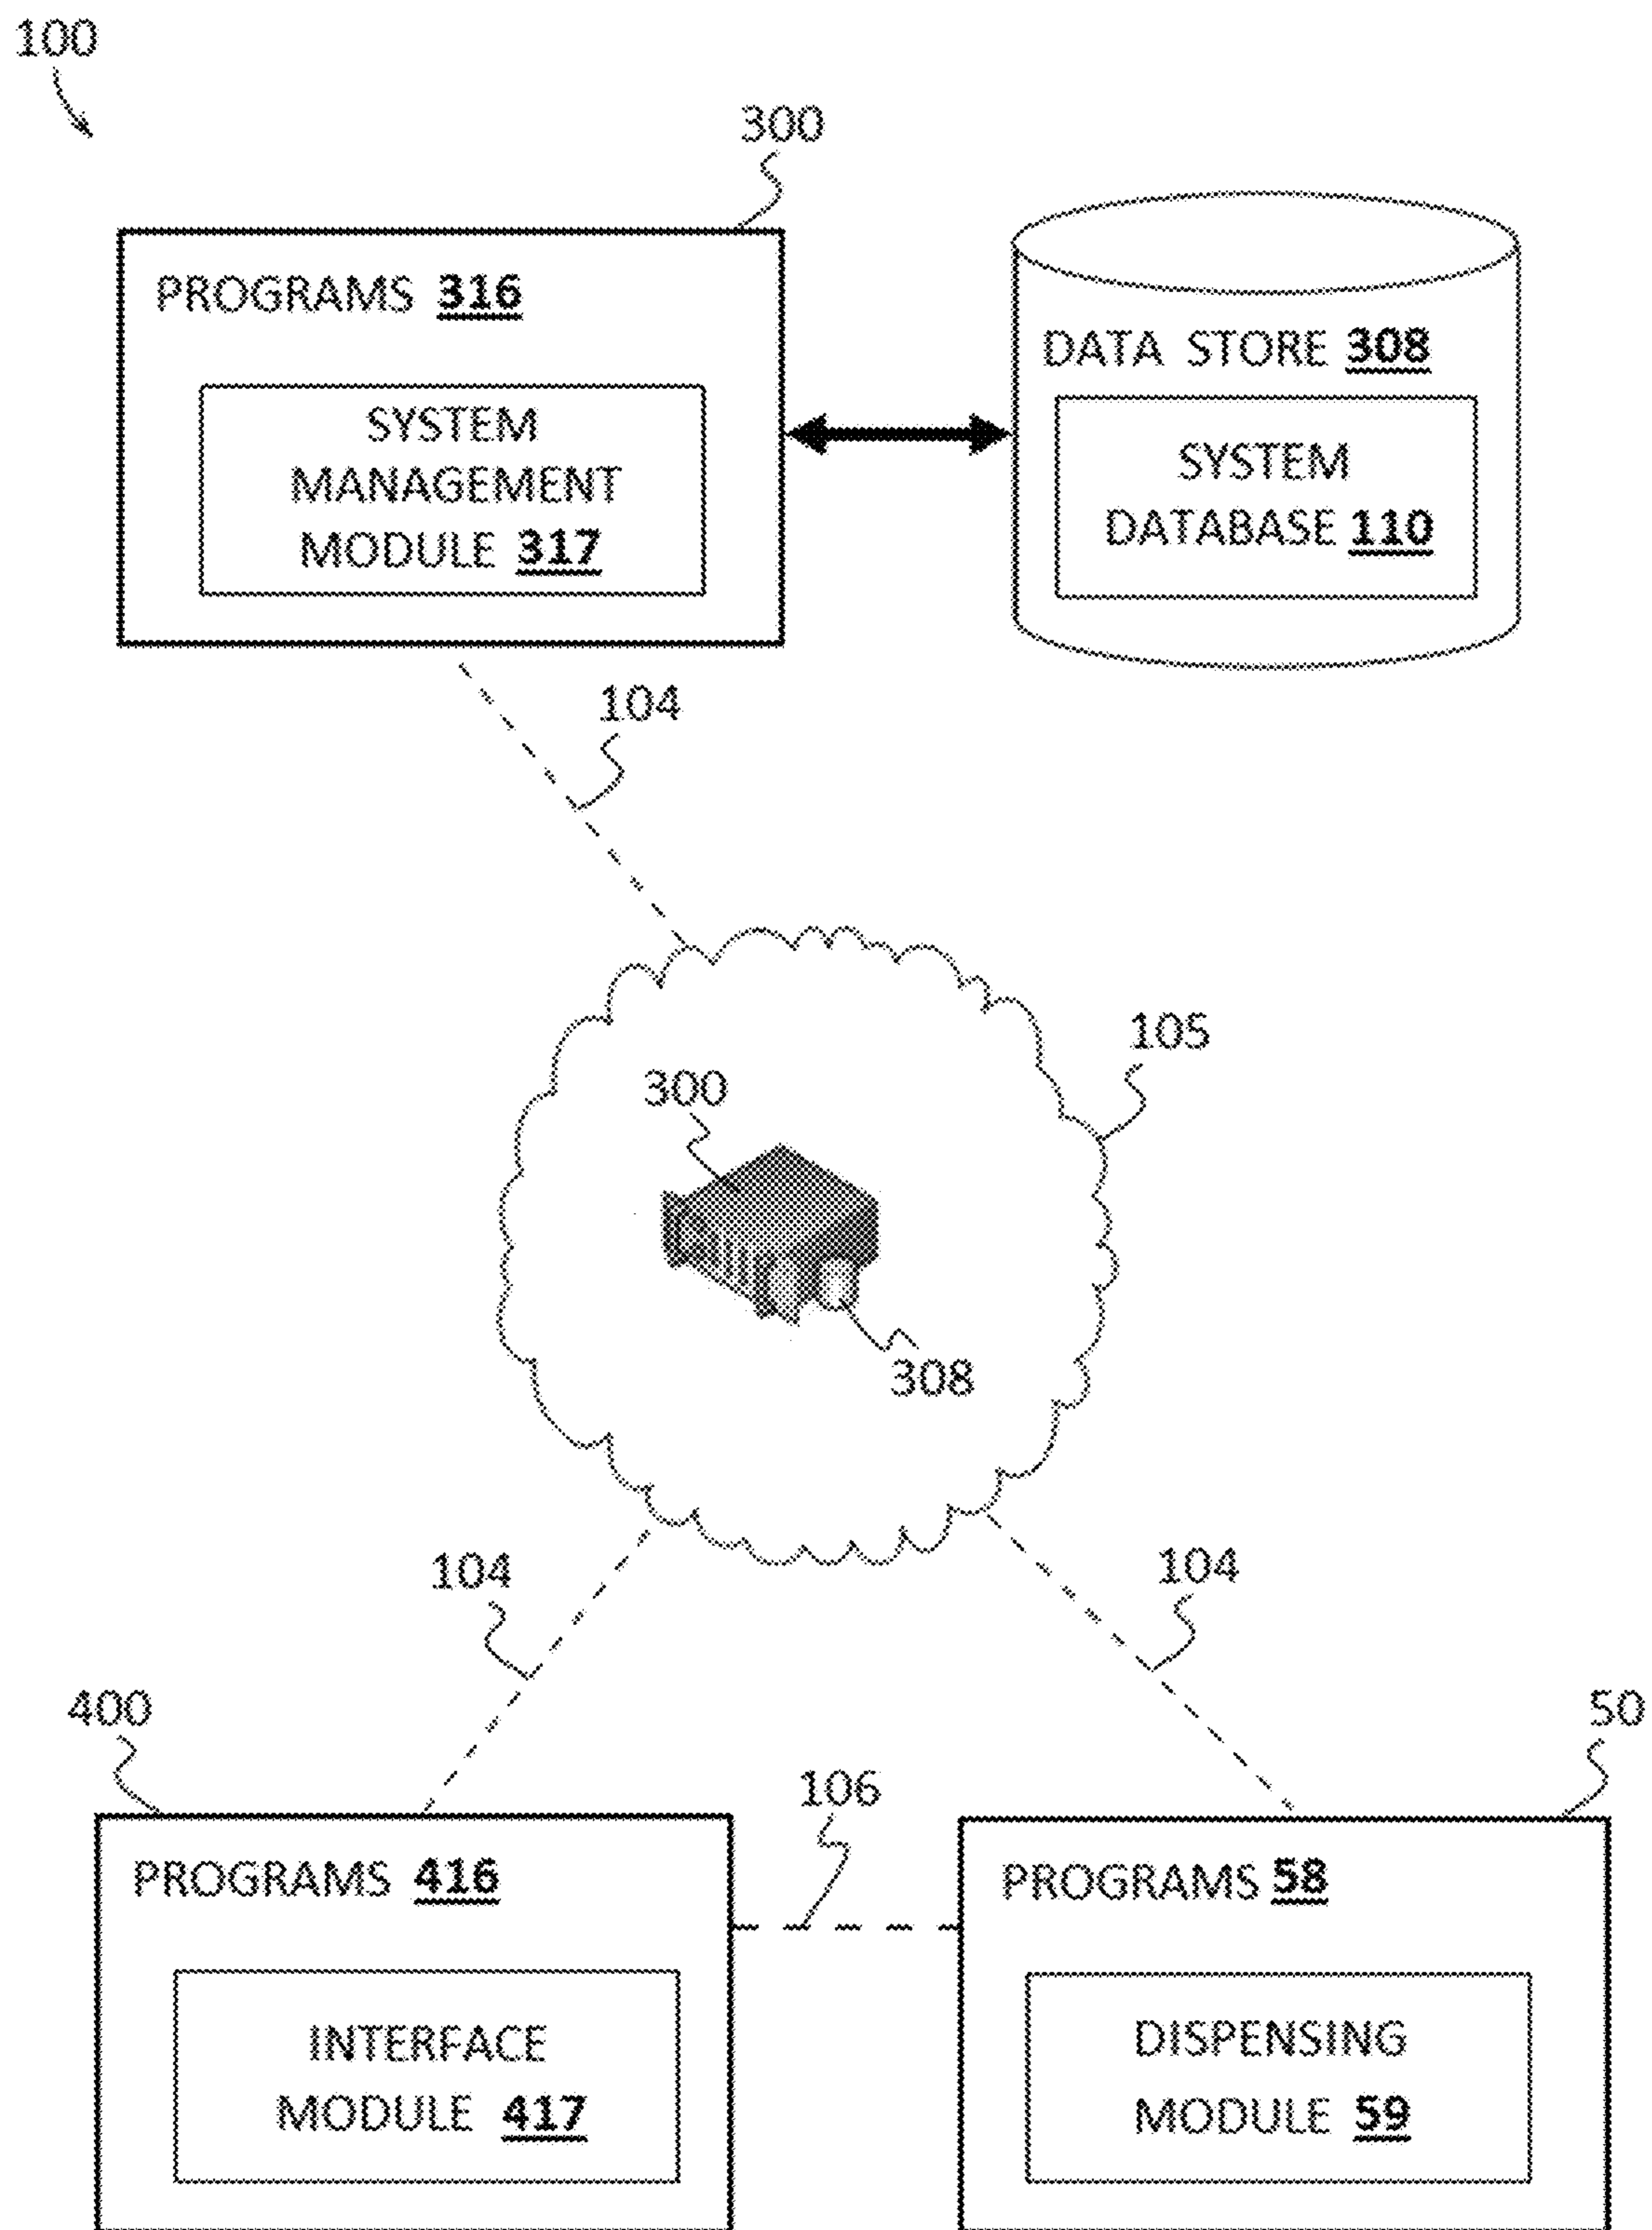 100
300
PROGRAMS 316
SYSTEM
MANAGEMENT
MODULE 317
DATA STORE 308
SYSTEM
DATABASE 110
104
105
300
308
104
104
400
50
106
PROGRAMS 416
INTERFACE
MODULE 417
PROGRAMS 58
DISPENSING
MODULE 59